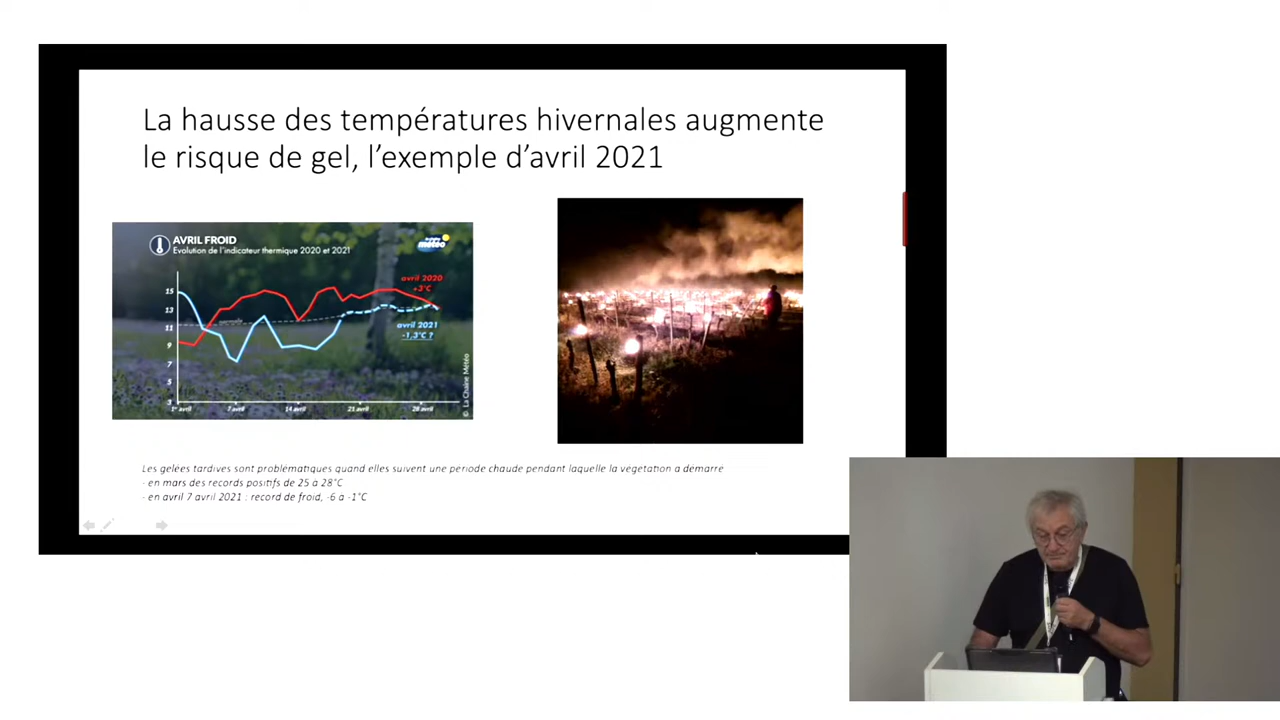 La hausse des températures hivernales augmente
le risque de gel, l'exemple d'avril 2021
AVRIL FROID
Evolution de l'indicateur thermique 2020 et 2021
météo
avril 2020
+3°C
15
13
11
9
7
5
3
normale
avril 2021
-1,3°C ?
1er avril
7 avril
14 avril
21 avril
28 avril
© La Chaîne Météo
Les gelées tardives sont problématiques quand elles suivent une periode chaude pendant laquelle la végétation a démarré
- en mars des records positifs de 25 à 28°C
- en avril 7 avril 2021 : record de froid, -6 a -1°C